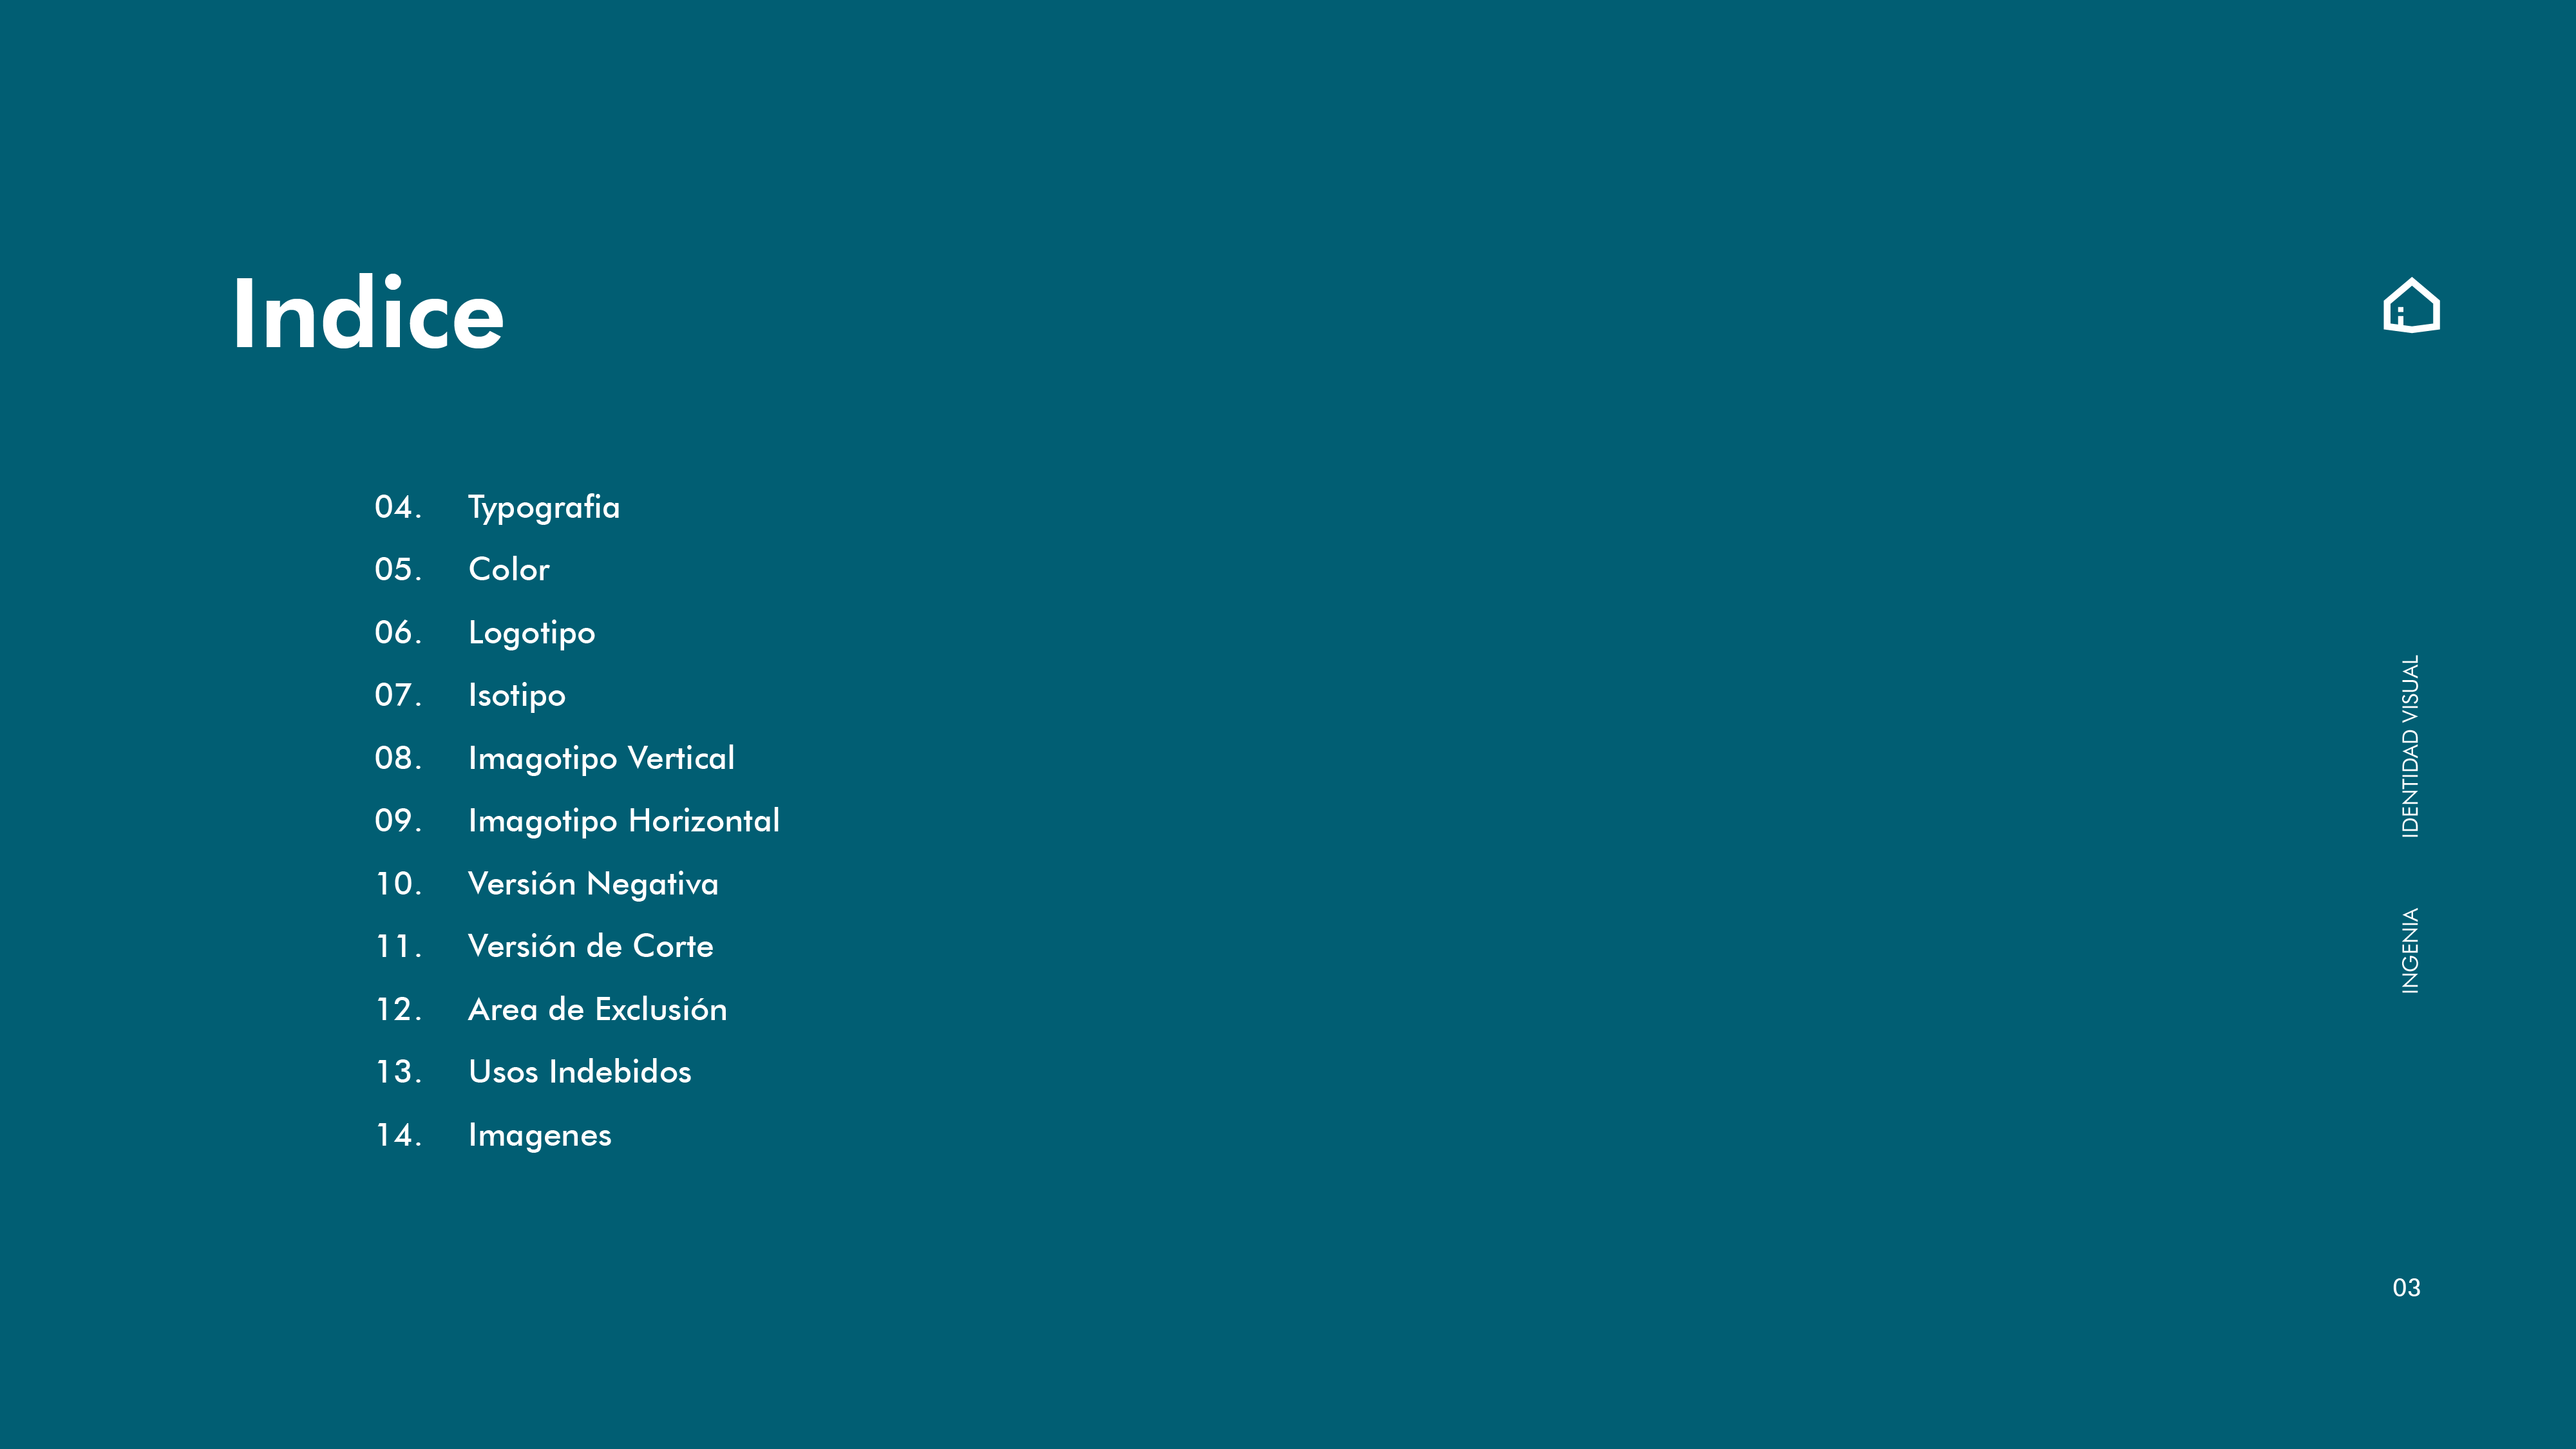 Indice
04. Typografia
05. Color
06. Logotipo
07. Isotipo
08. Imagotipo Vertical
09. Imagotipo Horizontal
10. Versión Negativa
11. Versión de Corte
12. Area de Exclusión
13. Usos Indebidos
14. Imagenes
INGENIA IDENTIDAD VISUAL
03